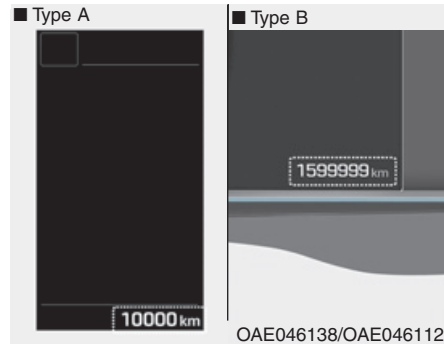 ■ Type A
■ Type B
10000 km
1599999 km
OAE046138/OAE046112